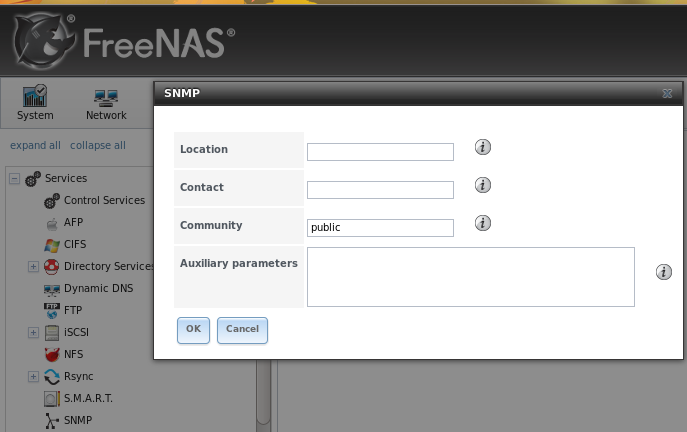 FreeNAS®
System
Network
expand all collapse all
SNMP
Location
Contact
Community
public
Auxiliary parameters
OK
Cancel
Services
Control Services
AFP
CIFS
Directory Services
Dynamic DNS
FTP
iSCSI
NFS
Rsync
S.M.A.R.T.
SNMP